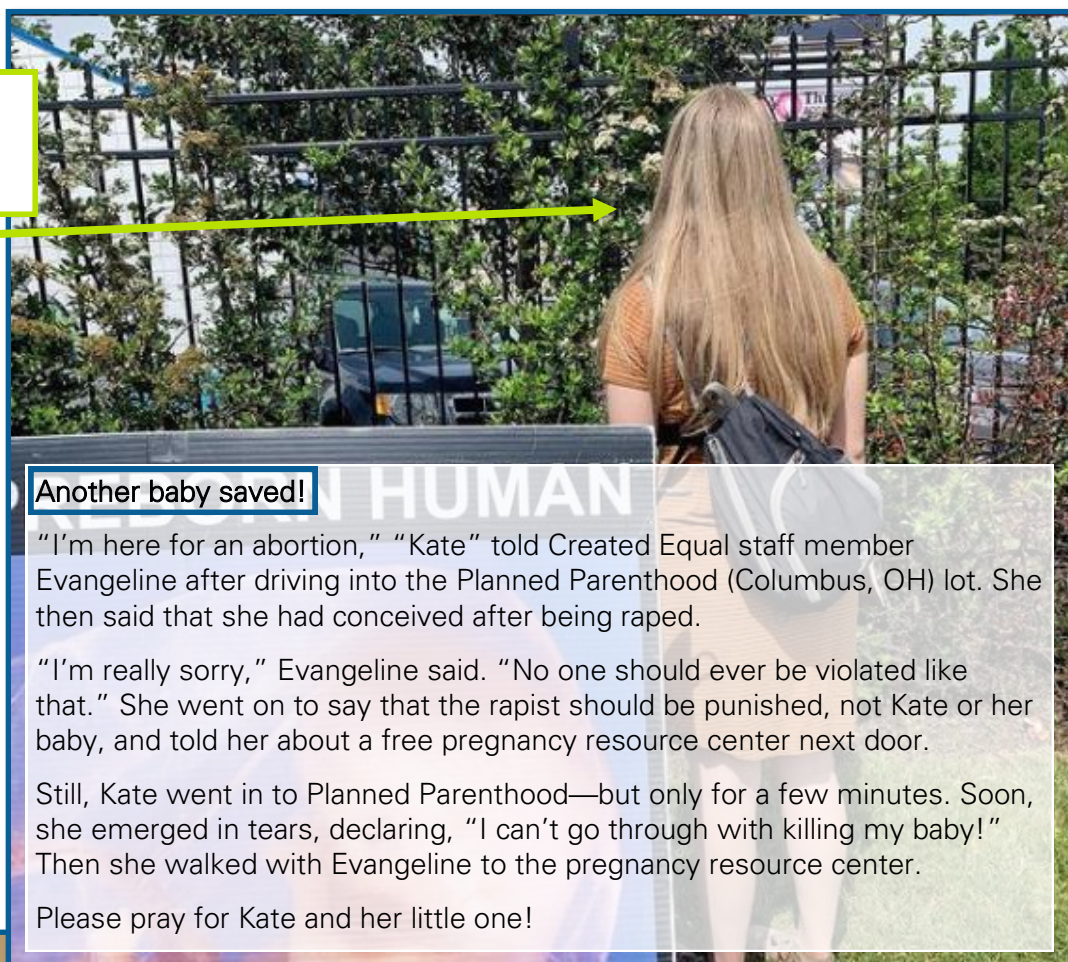 Thr
PREBORN HUMAN
Another baby saved!
“I’m here for an abortion,” “Kate” told Created Equal staff member
Evangeline after driving into the Planned Parenthood (Columbus, OH) lot. She
then said that she had conceived after being raped.
“I’m really sorry,” Evangeline said. “No one should ever be violated like
that.” She went on to say that the rapist should be punished, not Kate or her
baby, and told her about a free pregnancy resource center next door.
Still, Kate went in to Planned Parenthood—but only for a few minutes. Soon,
she emerged in tears, declaring, “I can’t go through with killing my baby!”
Then she walked with Evangeline to the pregnancy resource center.
Please pray for Kate and her little one!